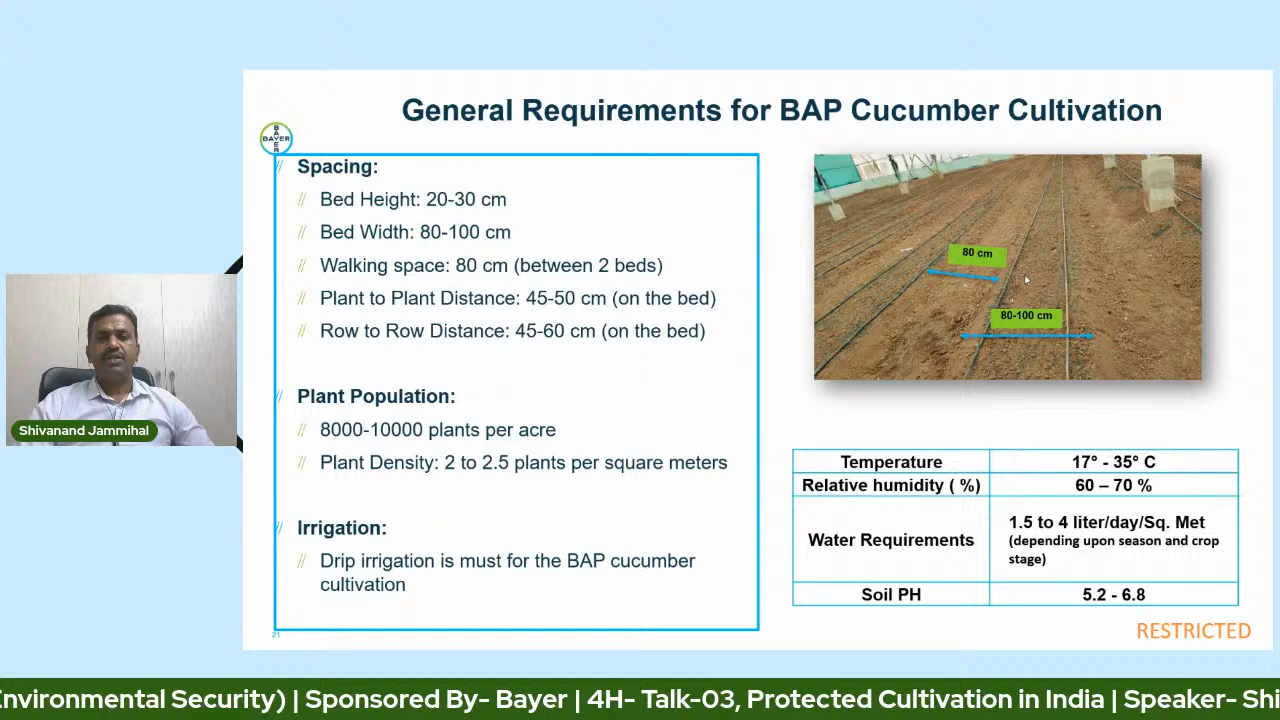 General Requirements for BAP Cucumber Cultivation
BAYER
BAYER
Spacing:
Bed Height: 20-30 cm
Bed Width: 80-100 cm
Walking space: 80 cm (between 2 beds)
Plant to Plant Distance: 45-50 cm (on the bed)
Row to Row Distance: 45-60 cm (on the bed)
Plant Population:
8000-10000 plants per acre
Plant Density: 2 to 2.5 plants per square meters
Irrigation:
Drip irrigation is must for the BAP cucumber
cultivation
21
80 cm
80-100 cm
Temperature 17° - 35° C
Relative humidity ( %) 60 – 70 %
Water Requirements 1.5 to 4 liter/day/Sq. Met
(depending upon season and crop
stage)
Soil PH 5.2 - 6.8
RESTRICTED
Shivanand Jammihal
Environmental Security) | Sponsored By- Bayer | 4H- Talk-03, Protected Cultivation in India | Speaker- Shi